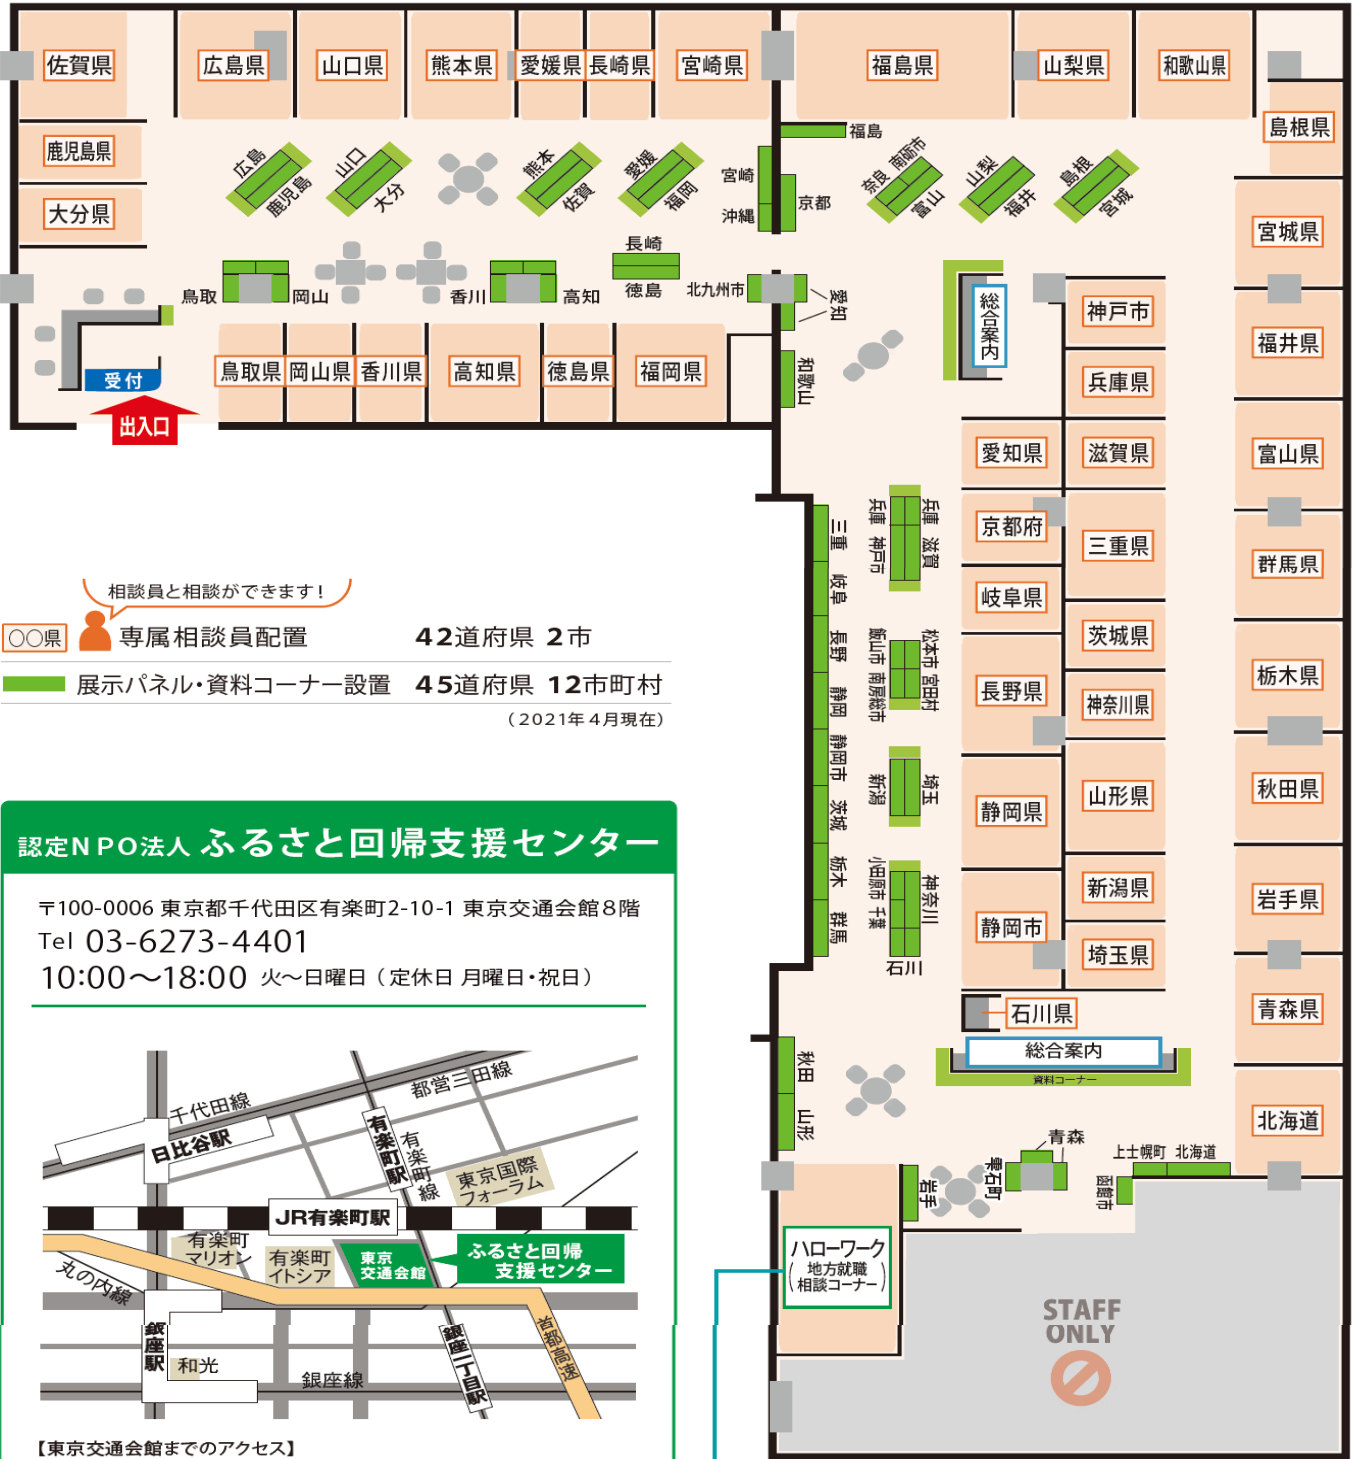 佐賀県
広島県
山口県
熊本県
愛媛県
長崎県
宮崎県
福島県
山梨県
和歌山県
島根県
鹿児島県
大分県
広島
鹿児島
山口
大分
熊本
佐賀
愛媛
福岡
宮崎
沖縄
福島
京都
奈良 南砺市
富山
山梨
福井
島根
宮城
宮城県
鳥取
岡山
香川
高知
長崎
徳島
北九州市
愛知
和歌山
総合案内
神戸市
福井県
兵庫県
受付
出入口
鳥取県
岡山県
香川県
高知県
徳島県
福岡県
愛知県
滋賀県
富山県
京都府
三重県
群馬県
岐阜県
茨城県
長野県
神奈川県
栃木県
静岡県
山形県
秋田県
静岡市
新潟県
岩手県
埼玉県
石川県
青森県
北海道
三重
岐阜
長野
静岡
静岡市
茨城
栃木
群馬
兵庫 神戸市
兵庫 滋賀
飯山市 南房総市
松本市 宮田村
新潟
埼玉
小田原市 千葉
神奈川
石川
総合案内
資料コーナー
秋田
山形
青森
雫石町
岩手
上士幌町 北海道
函館市
ハローワーク
(地方就職
相談コーナー)
STAFF
ONLY
相談員と相談ができます!
○○県 専属相談員配置 42道府県 2市
展示パネル・資料コーナー設置 45道府県 12市町村
(2021年4月現在)
認定NPO法人 ふるさと回帰支援センター
〒100-0006 東京都千代田区有楽町2-10-1 東京交通会館8階
Tel 03-6273-4401
10:00〜18:00 火〜日曜日(定休日 月曜日・祝日)
千代田線
都営三田線
日比谷駅
有楽町駅
有楽町線
東京国際
フォーラム
JR有楽町駅
有楽町
マリオン
有楽町
イトシア
東京
交通会館
ふるさと回帰
支援センター
丸の内線
銀座駅
和光
銀座線
銀座一丁目駅
首都高速
【東京交通会館までのアクセス】